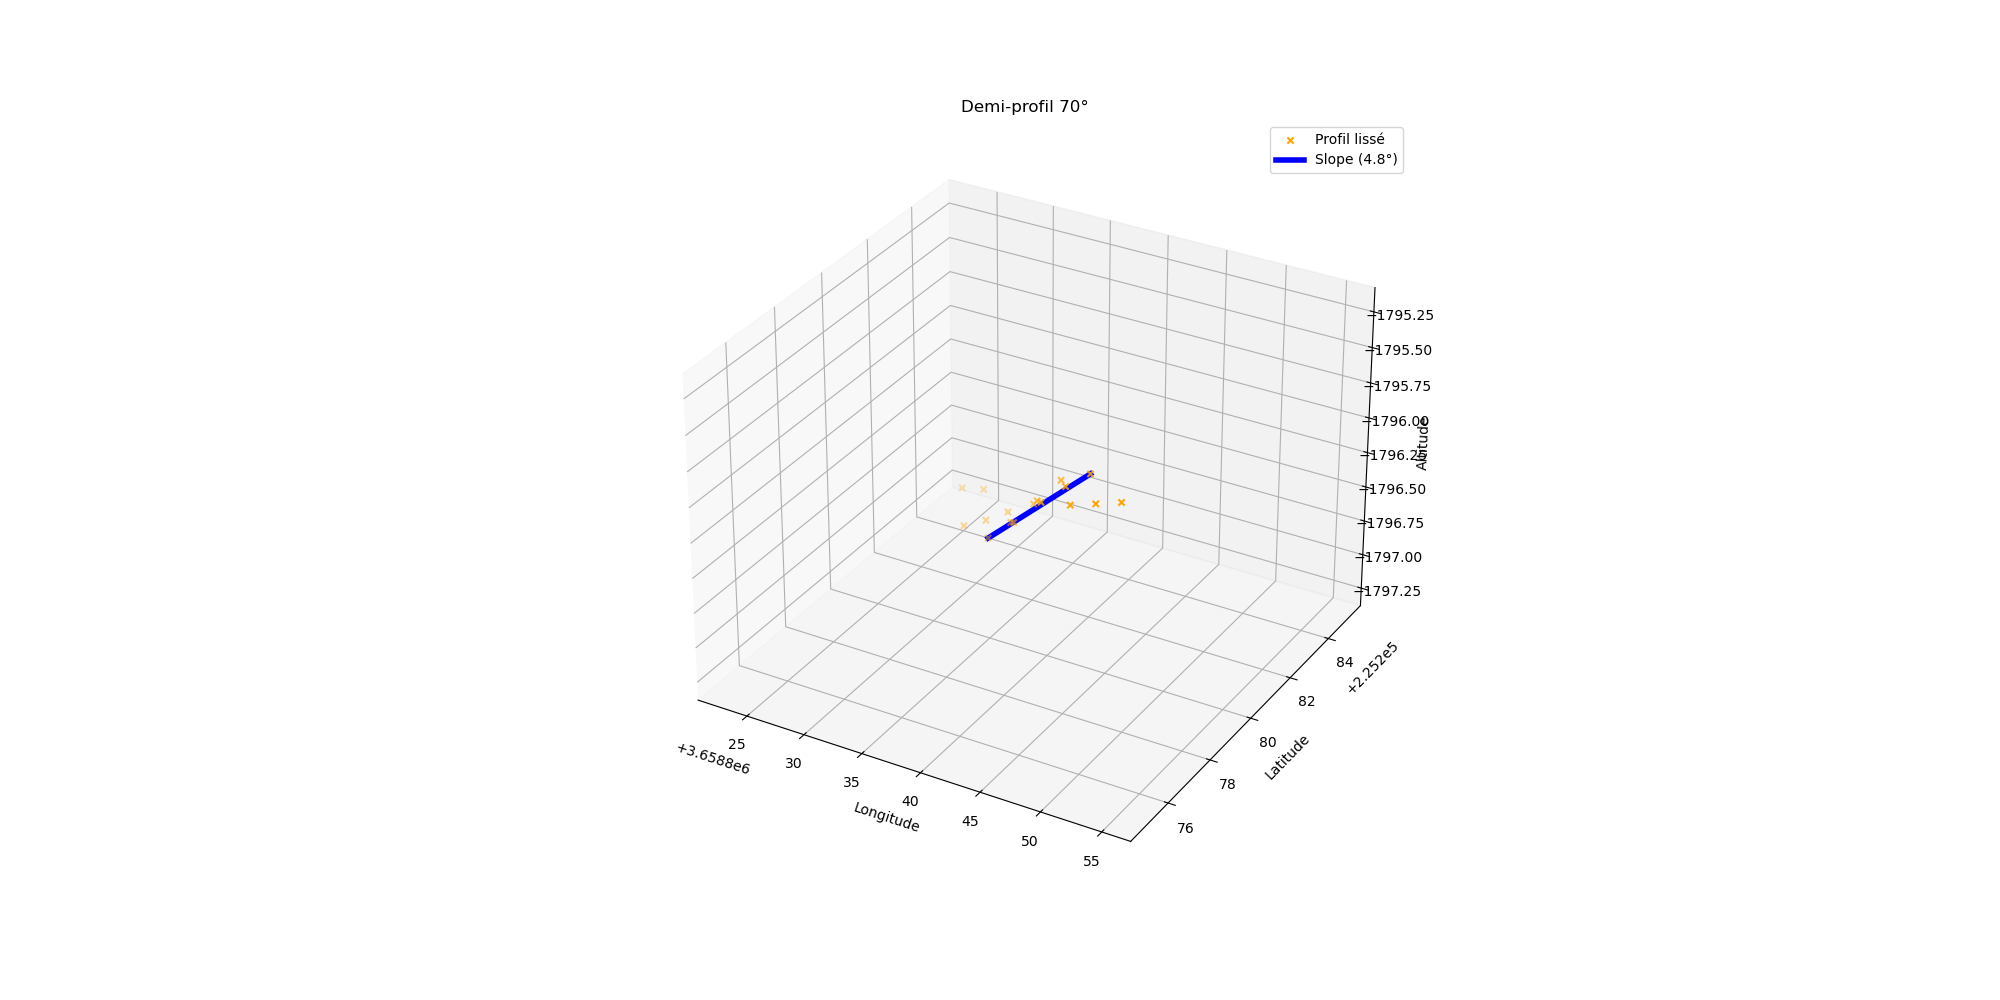 Demi-profil 70°
Profil lissé
Slope (4.8°)
−1795.25
−1795.50
−1795.75
−1796.00
−1796.25
−1796.50
−1796.75
−1797.00
−1797.25
Altitude
84
82
80
78
76
+2.252e5
Latitude
25
30
35
40
45
50
55
+3.6588e6
Longitude